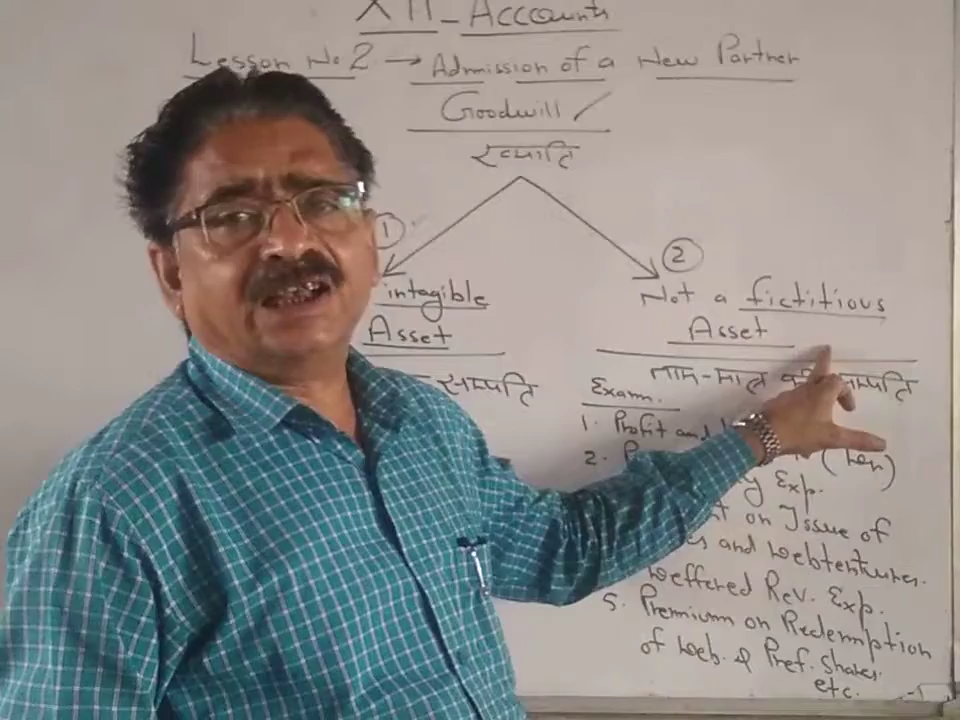 XII - Acccounts
Lesson No 2 → Admission of a New Partner
Goodwill
ख्याति
1
2
intagible
Asset
सम्पत्ति
Not a fictitious
Asset
नाम-मात्र की सम्पत्ति
Exam.
1. Profit and
2.
Exp.
on Issue of
and Debtentures.
Deffered Rev. Exp.
5. Premium on Redemption
of Deb. & Pref. Shares
etc.